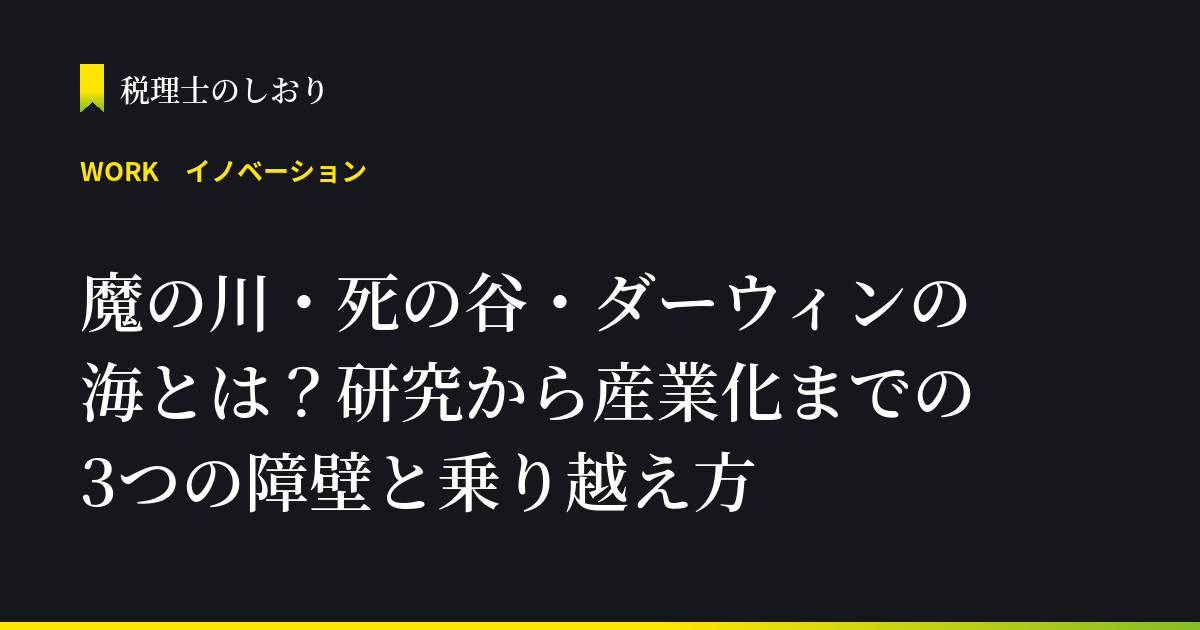 税理士のしおり
WORK イノベーション
魔の川・死の谷・ダーウィンの
海とは？研究から産業化までの
3つの障壁と乗り越え方